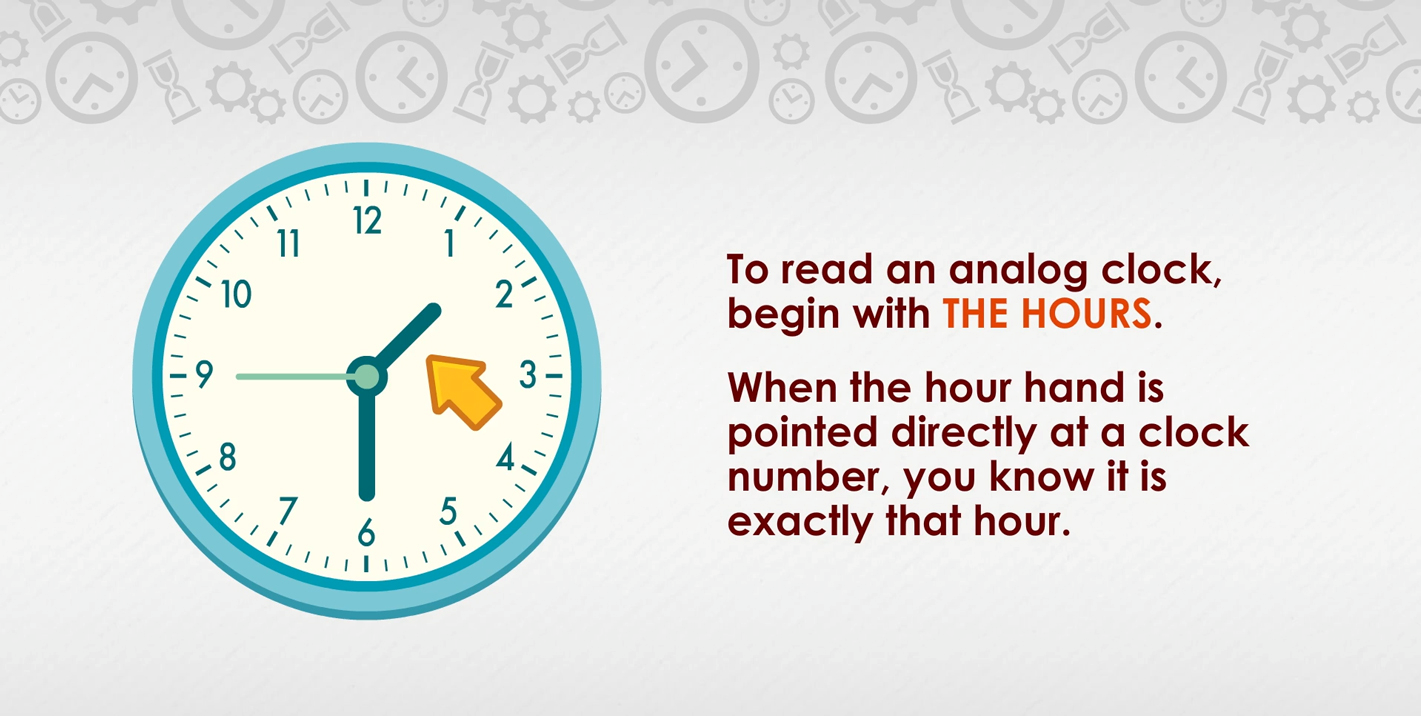 12
11
1
10
2
9
3
8
4
7
5
6
To read an analog clock,
begin with THE HOURS.
When the hour hand is
pointed directly at a clock
number, you know it is
exactly that hour.